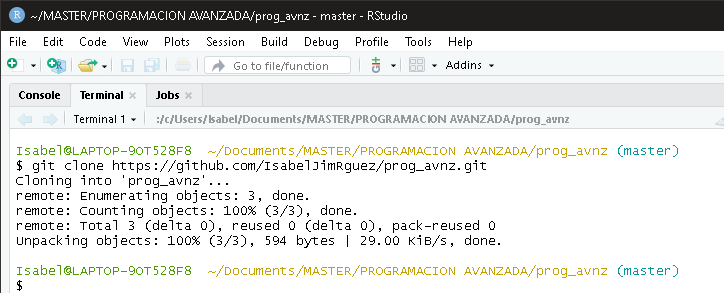 ~/MASTER/PROGRAMACION AVANZADA/prog_avnz - master - RStudio
File Edit Code View Plots Session Build Debug Profile Tools Help
Go to file/function Addins
Console Terminal Jobs
Terminal 1 :/c/Users/Isabel/Documents/MASTER/PROGRAMACION AVANZADA/prog_avnz
Isabel@LAPTOP-9OT528F8 ~/Documents/MASTER/PROGRAMACION AVANZADA/prog_avnz (master)
$ git clone https://github.com/IsabelJimRguez/prog_avnz.git
Cloning into 'prog_avnz'...
remote: Enumerating objects: 3, done.
remote: Counting objects: 100% (3/3), done.
remote: Total 3 (delta 0), reused 0 (delta 0), pack-reused 0
Unpacking objects: 100% (3/3), 594 bytes | 29.00 KiB/s, done.
Isabel@LAPTOP-9OT528F8 ~/Documents/MASTER/PROGRAMACION AVANZADA/prog_avnz (master)
$